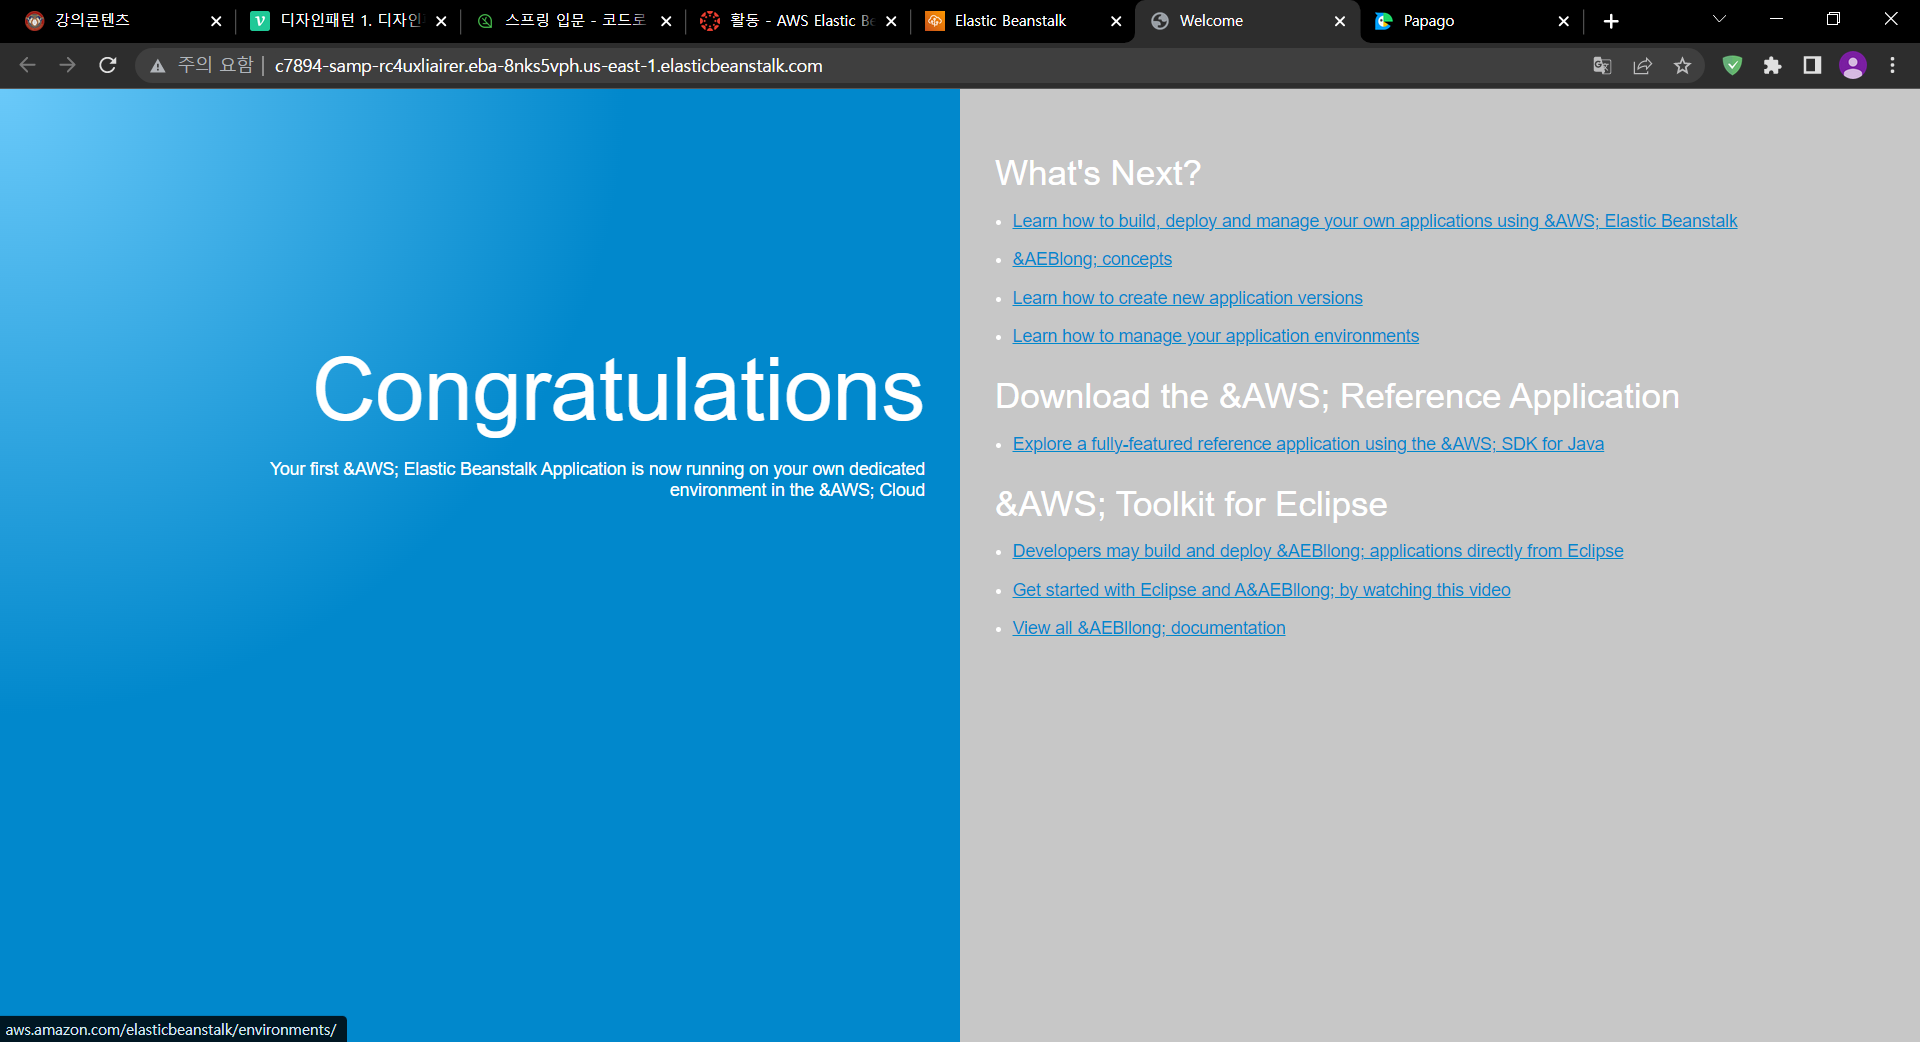 강의콘텐츠
디자인패턴 1. 디자인
스프링 입문 - 코드로
활동 - AWS Elastic Be
Elastic Beanstalk
Welcome
Papago
주의 요함
c7894-samp-rc4uxliairer.eba-8nks5vph.us-east-1.elasticbeanstalk.com
Congratulations
Your first &AWS; Elastic Beanstalk Application is now running on your own dedicated
environment in the &AWS; Cloud
What's Next?
Learn how to build, deploy and manage your own applications using &AWS; Elastic Beanstalk
&AEBlong; concepts
Learn how to create new application versions
Learn how to manage your application environments
Download the &AWS; Reference Application
Explore a fully-featured reference application using the &AWS; SDK for Java
&AWS; Toolkit for Eclipse
Developers may build and deploy &AEBllong; applications directly from Eclipse
Get started with Eclipse and A&AEBllong; by watching this video
View all &AEBllong; documentation
aws.amazon.com/elasticbeanstalk/environments/